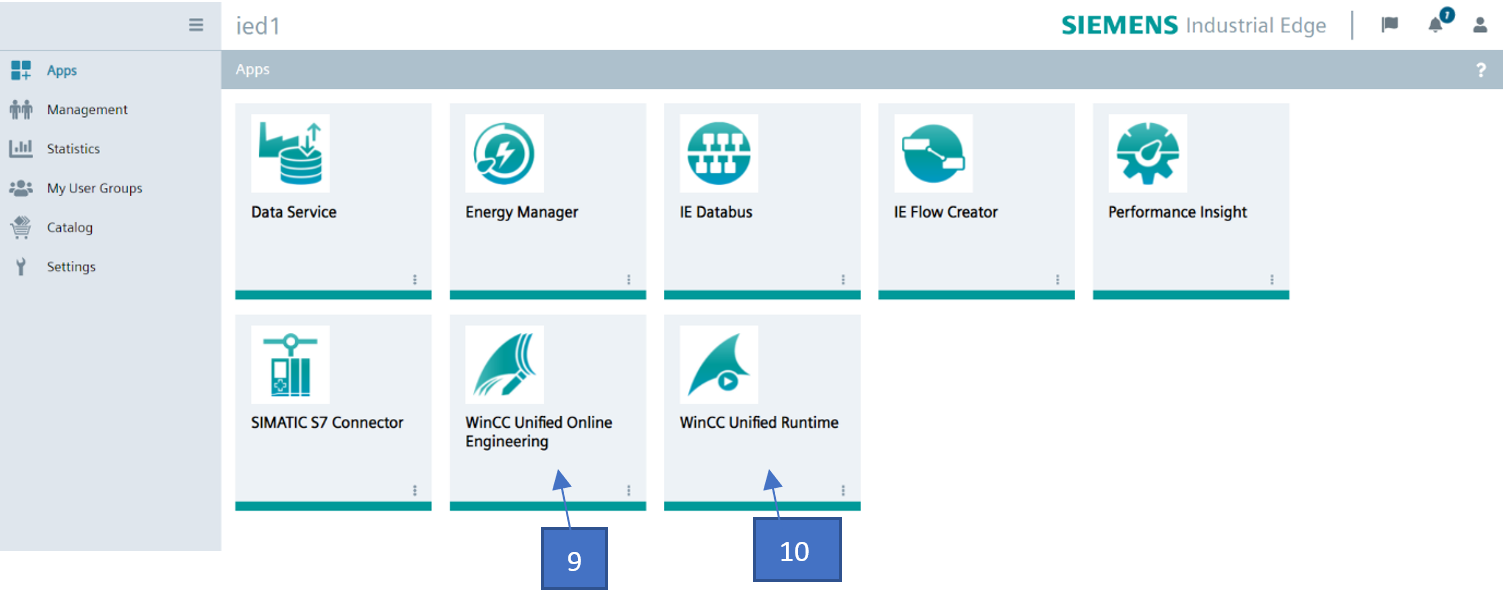 ied1
SIEMENS Industrial Edge
7
Apps
Management
Statistics
My User Groups
Catalog
Settings
Apps
?
Data Service
Energy Manager
IE Databus
IE Flow Creator
Performance Insight
SIMATIC S7 Connector
WinCC Unified Online
Engineering
WinCC Unified Runtime
9
10